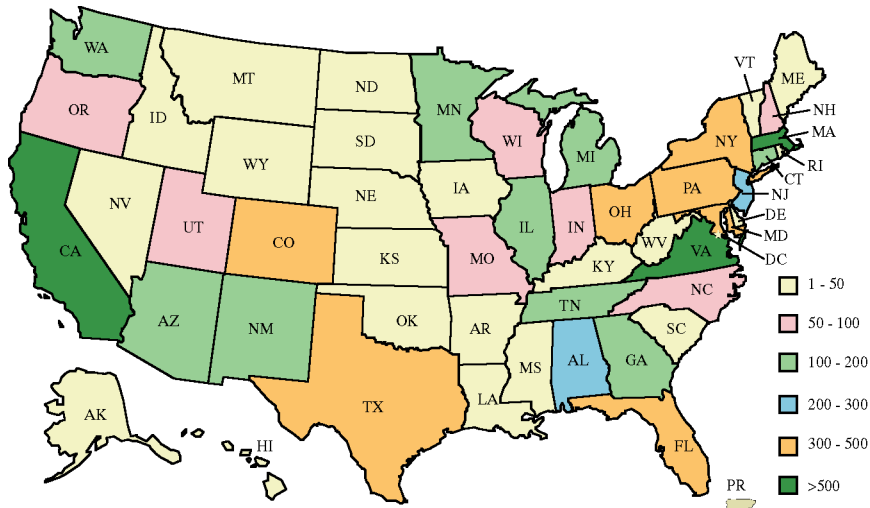 WA
MT
ND
MN
VT
ME
OR
ID
SD
WI
MI
NY
NH
MA
WY
RI
NV
NE
IA
PA
CT
NJ
UT
CO
IL
IN
OH
DE
CA
KS
MO
WV
VA
MD
KY
DC
1 - 50
AZ
NM
OK
AR
TN
NC
50 - 100
SC
MS
AL
GA
100 - 200
TX
LA
200 - 300
AK
HI
FL
300 - 500
PR
>500